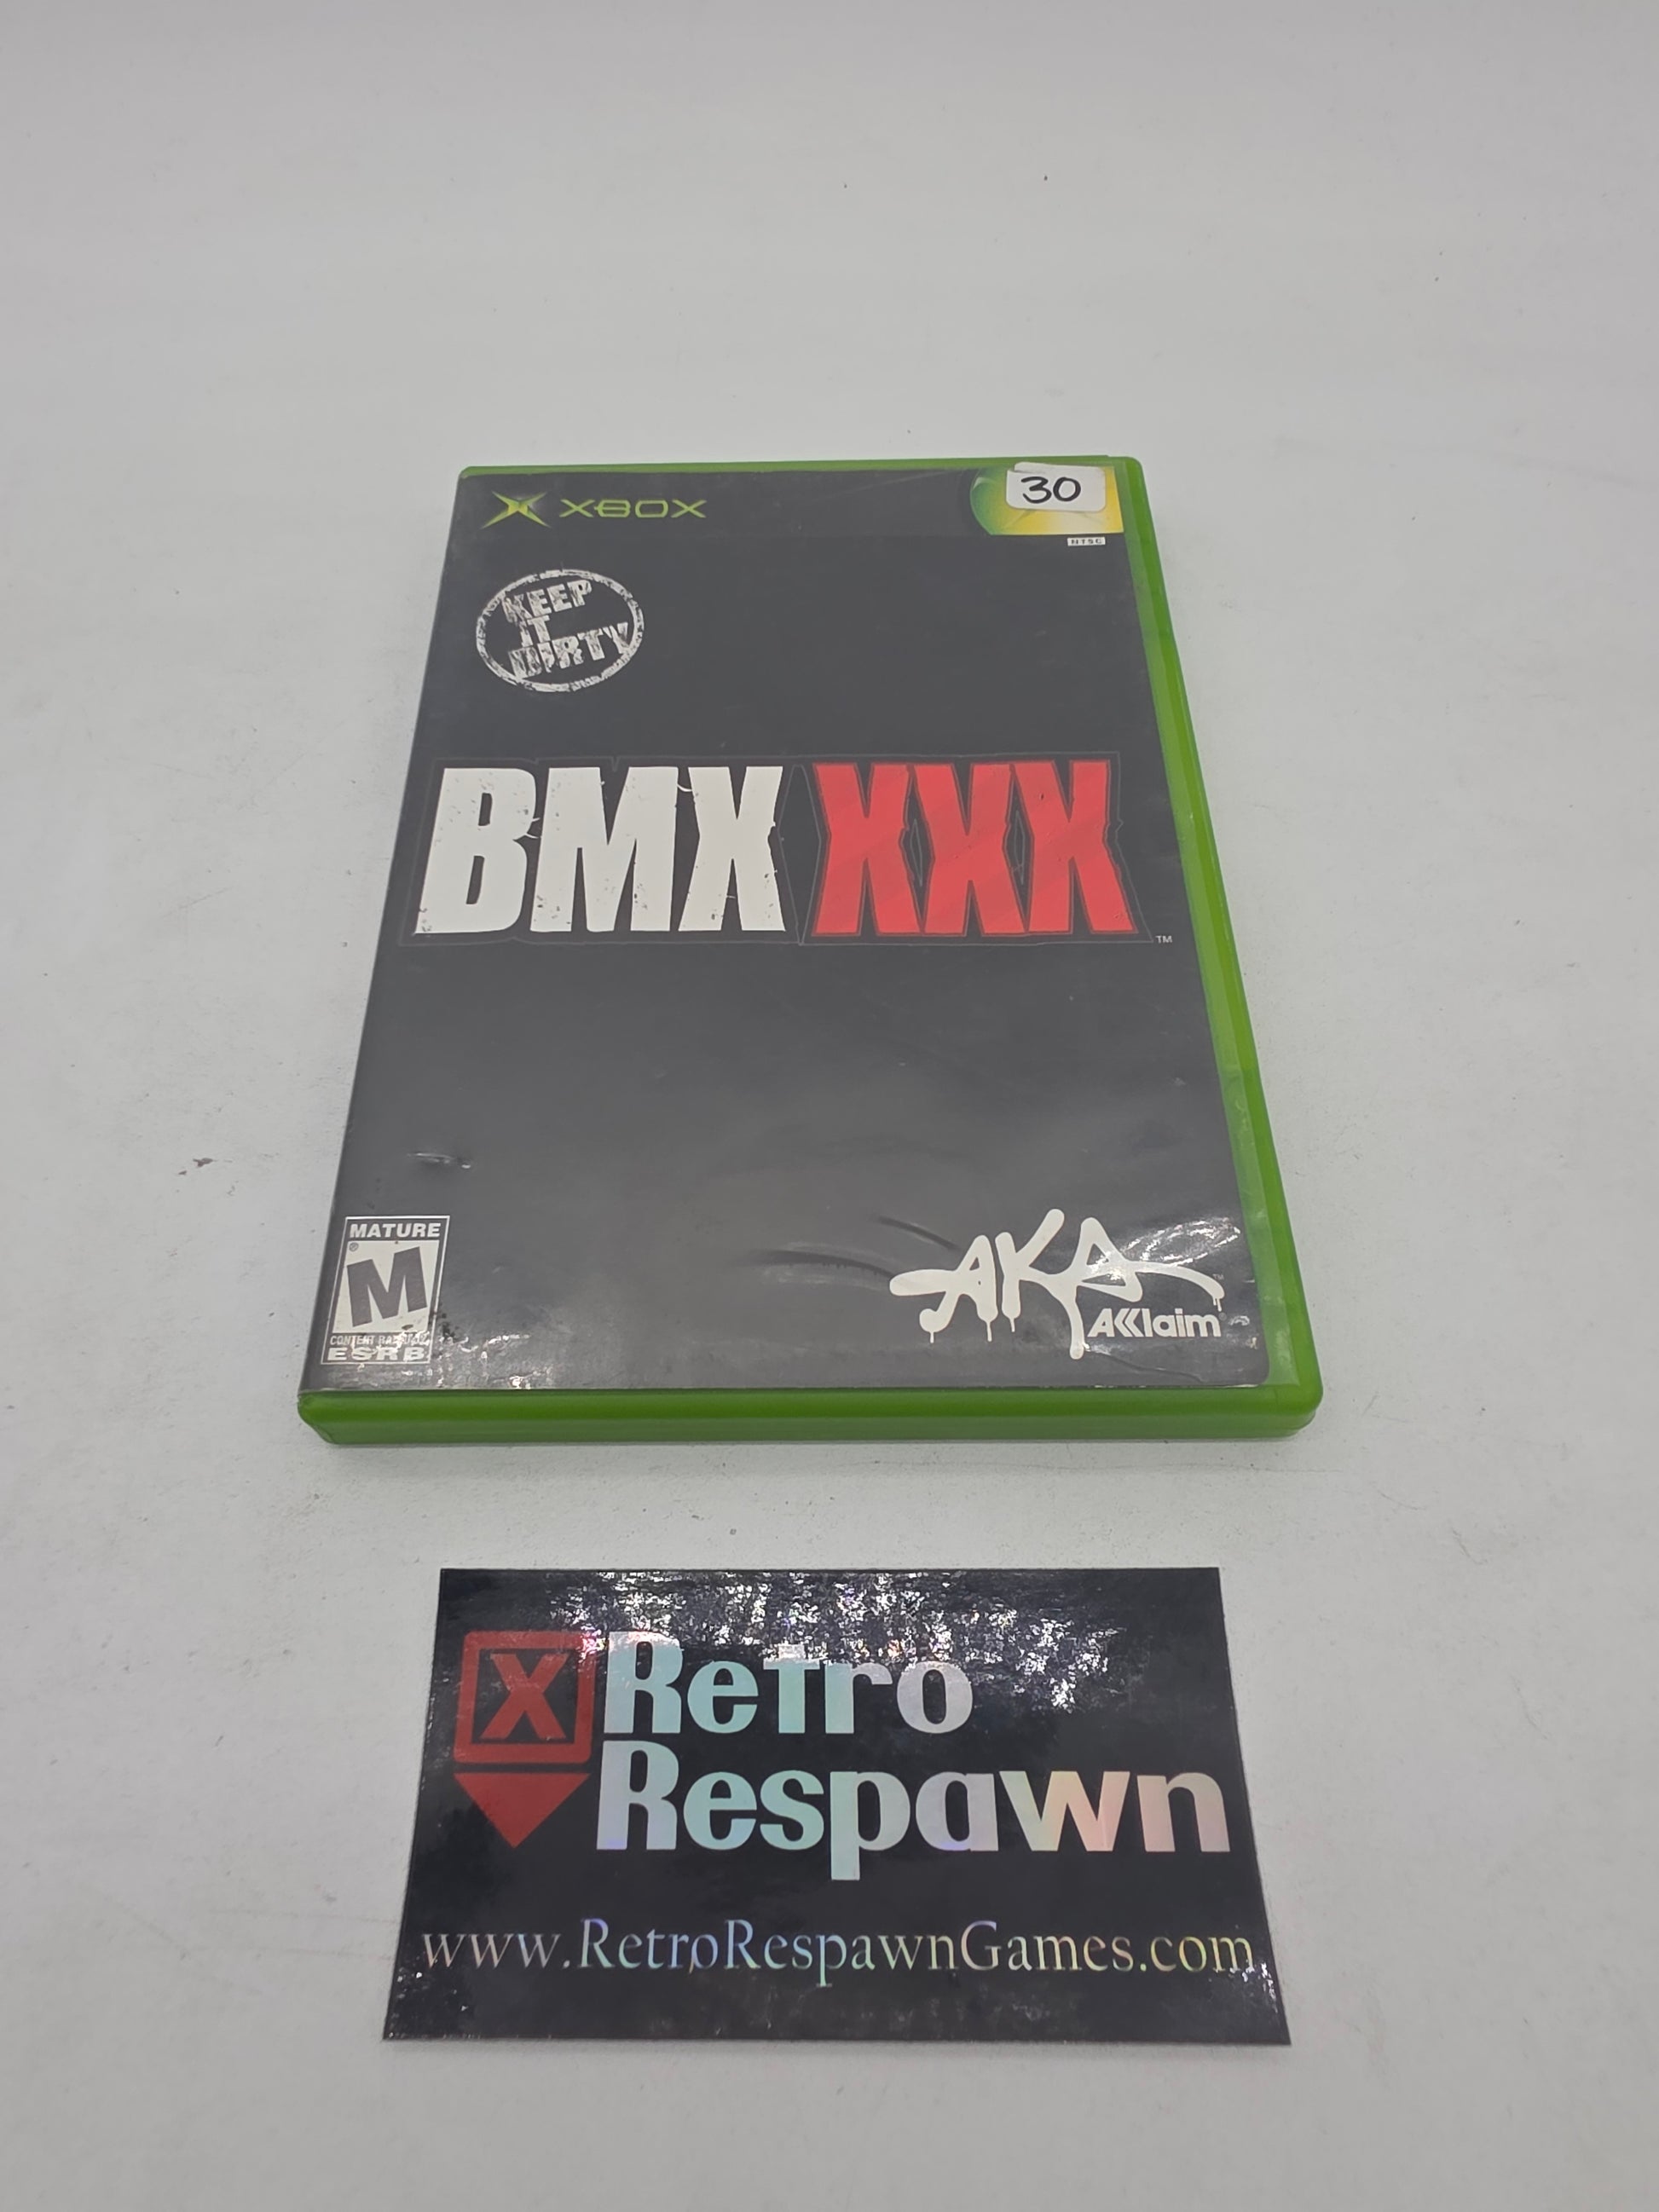 XBOX
30
NTSC
KEEP
IT
DIRTY
BMX XXX
TM
MATURE
M
CONTENT RATED BY
ESRB
AKA
AKKlaim
X Retro
Respawn
www.RetroRespawnGames.com